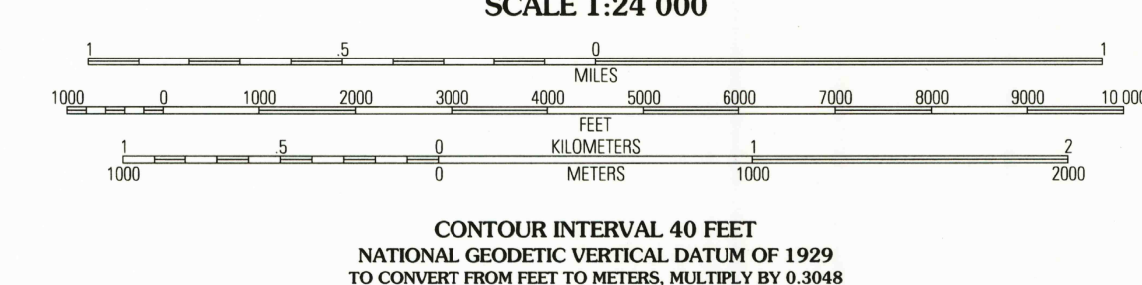 SCALE 1:24 000
1 .5 0 1
MILES
1000 0 1000 2000 3000 4000 5000 6000 7000 8000 9000 10 000
FEET
1 .5 0 KILOMETERS 1 2
1000 0 METERS 1000 2000
CONTOUR INTERVAL 40 FEET
NATIONAL GEODETIC VERTICAL DATUM OF 1929
TO CONVERT FROM FEET TO METERS, MULTIPLY BY 0.3048